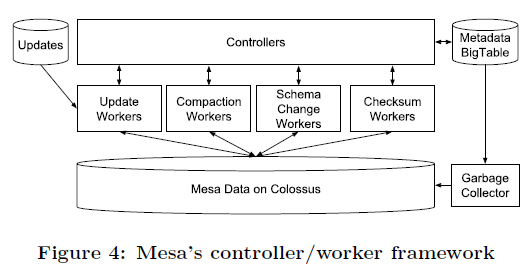 Updates
Controllers
Metadata
BigTable
Update
Workers
Compaction
Workers
Schema
Change
Workers
Checksum
Workers
Mesa Data on Colossus
Garbage
Collector
Figure 4: Mesa's controller/worker framework